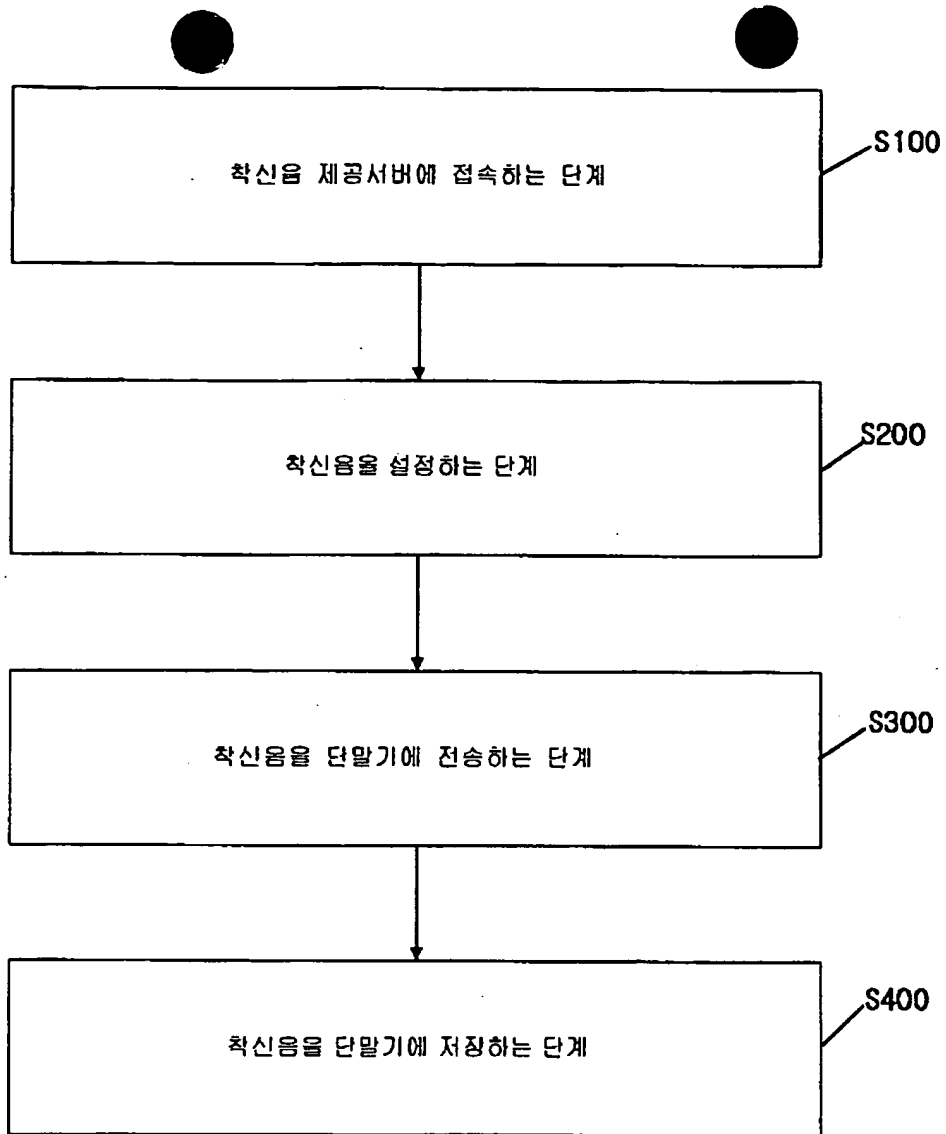 착신음 제공서버에 접속하는 단계
S100
착신음을 설정하는 단계
S200
착신음을 단말기에 전송하는 단계
S300
착신음을 단말기에 저장하는 단계
S400